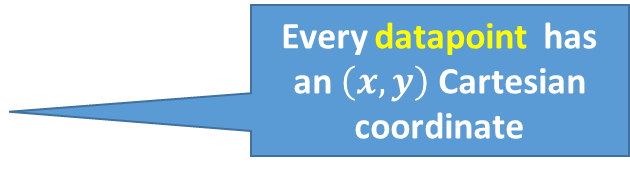 Every datapoint has
an (x, y) Cartesian
coordinate